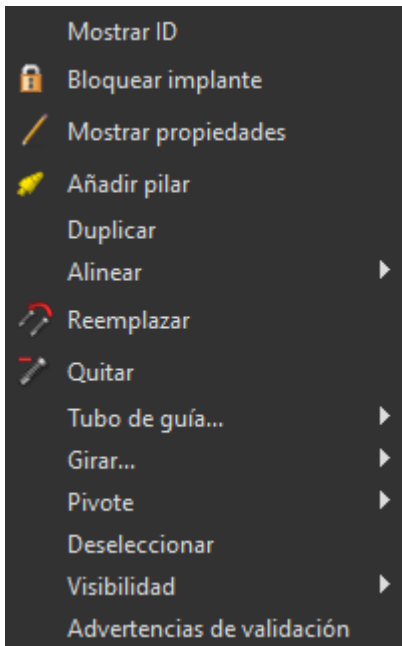 Mostrar ID
Bloquear implante
Mostrar propiedades
Añadir pilar
Duplicar
Alinear
Reemplazar
Quitar
Tubo de guía...
Girar...
Pivote
Deseleccionar
Visibilidad
Advertencias de validación